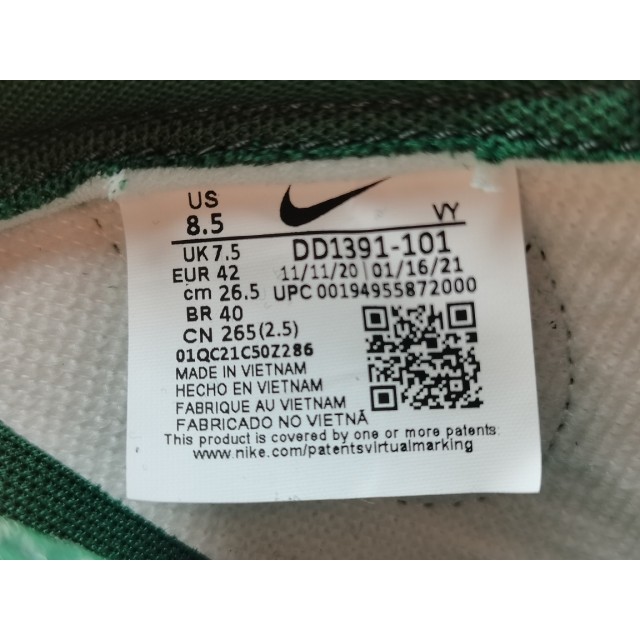 US
8.5
VY
UK 7.5
DD1391-101
EUR 42
11/11/20 01/16/21
cm 26.5
UPC 00194955872000
BR 40
CN 265(2.5)
01QC21C50Z286
MADE IN VIETNAM
HECHO EN VIETNAM
FABRIQUE AU VIETNAM
FABRICADO NO VIETNÃ
This product is covered by one or more patents:
www.nike.com/patentsvirtualmarking